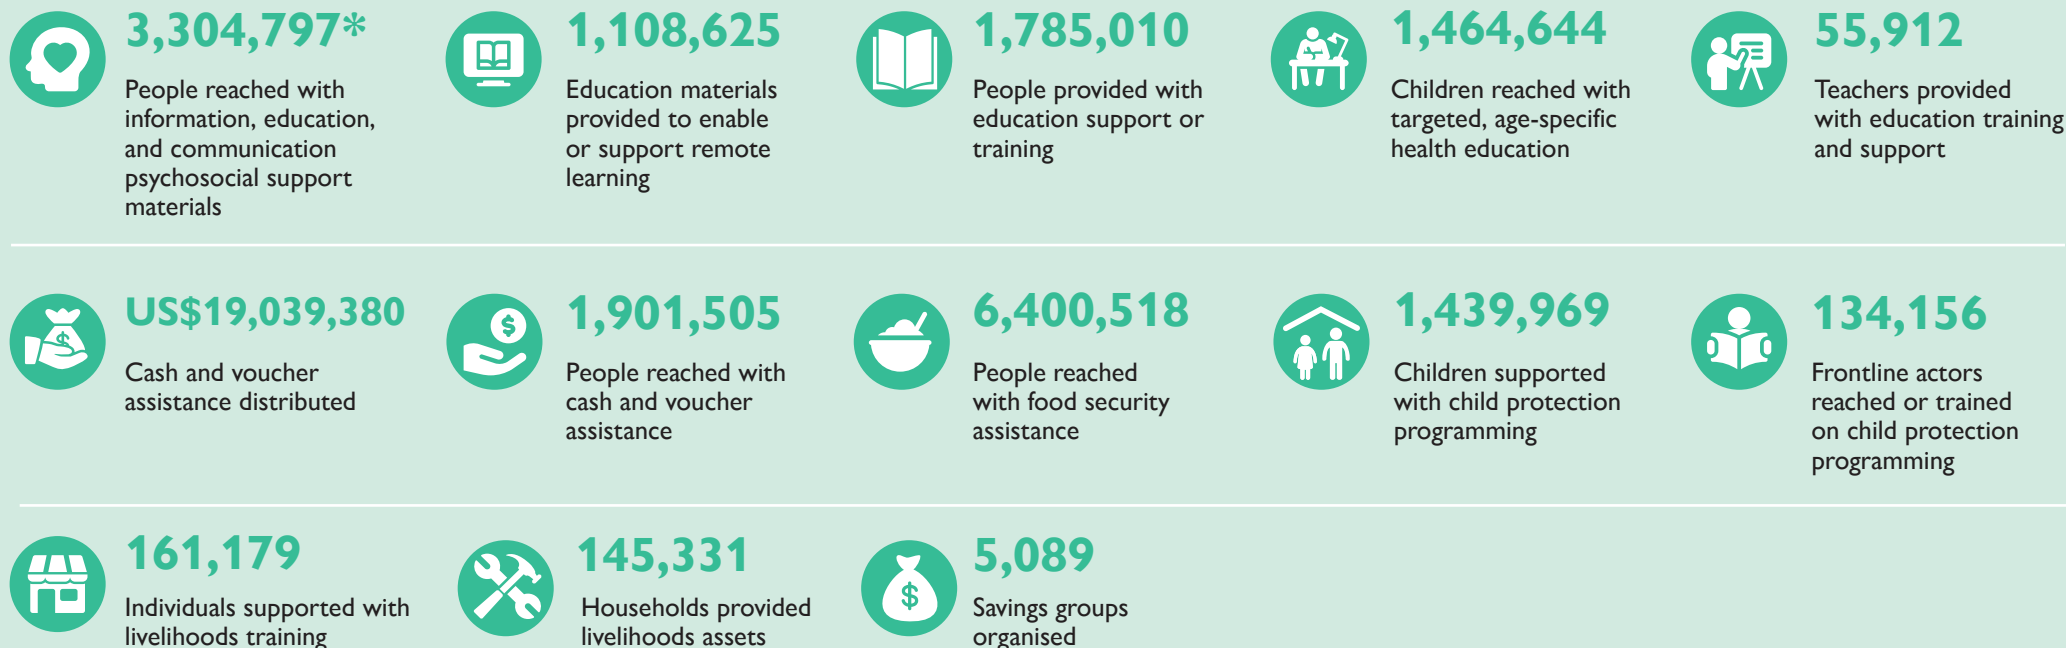 3,304,797*
People reached with
information, education,
and communication
psychosocial support
materials
1,108,625
Education materials
provided to enable
or support remote
learning
1,785,010
People provided with
education support or
training
1,464,644
Children reached with
targeted, age-specific
health education
55,912
Teachers provided
with education training
and support
US$19,039,380
Cash and voucher
assistance distributed
1,901,505
People reached with
cash and voucher
assistance
6,400,518
People reached
with food security
assistance
1,439,969
Children supported
with child protection
programming
134,156
Frontline actors
reached or trained
on child protection
programming
161,179
Individuals supported with
livelihoods training
145,331
Households provided
livelihoods assets
5,089
Savings groups
organised